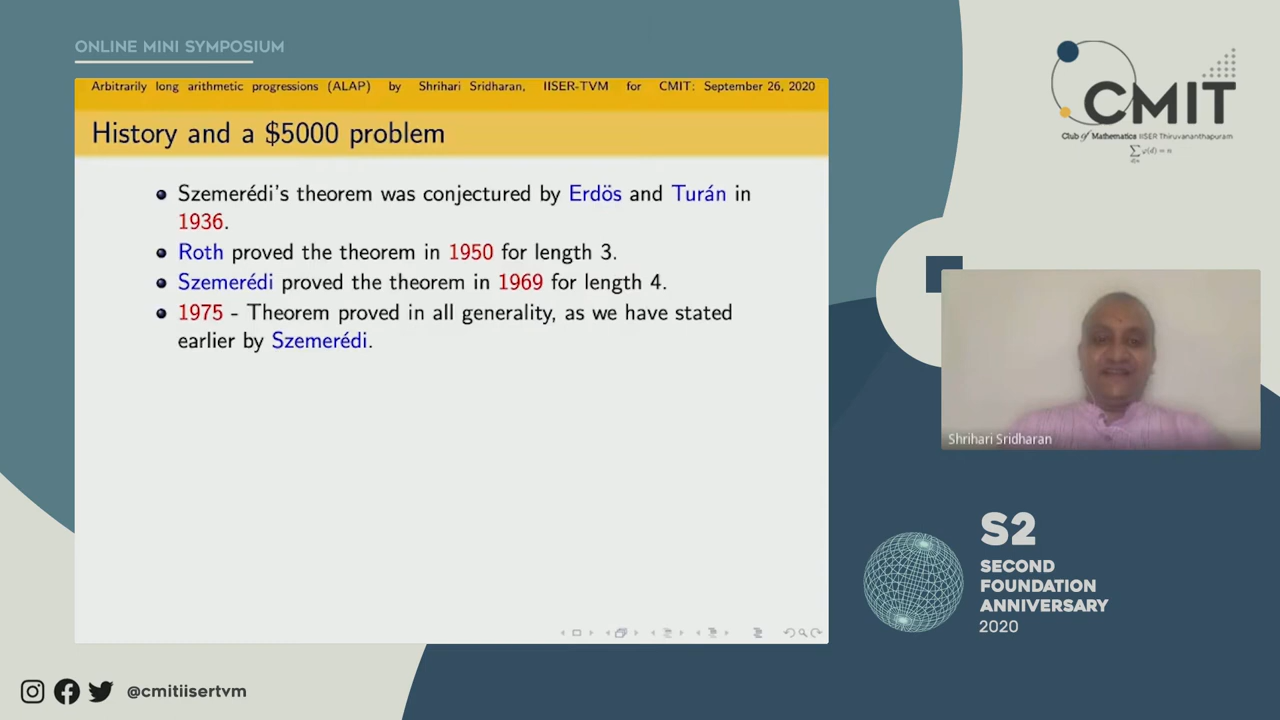 ONLINE MINI SYMPOSIUM
Arbitrarily long arithmetic progressions (ALAP) by Shrihari Sridharan, IISER-TVM for CMIT: September 26, 2020
History and a $5000 problem
Szemerédi's theorem was conjectured by Erdös and Turán in
1936.
Roth proved the theorem in 1950 for length 3.
Szemerédi proved the theorem in 1969 for length 4.
1975 - Theorem proved in all generality, as we have stated
earlier by Szemerédi.
CMIT
Club of Mathematics IISER Thiruvananthapuram
∑ φ(d) = n
d|n
Shrihari Sridharan
S2
SECOND
FOUNDATION
ANNIVERSARY
2020
@cmitiisertvm